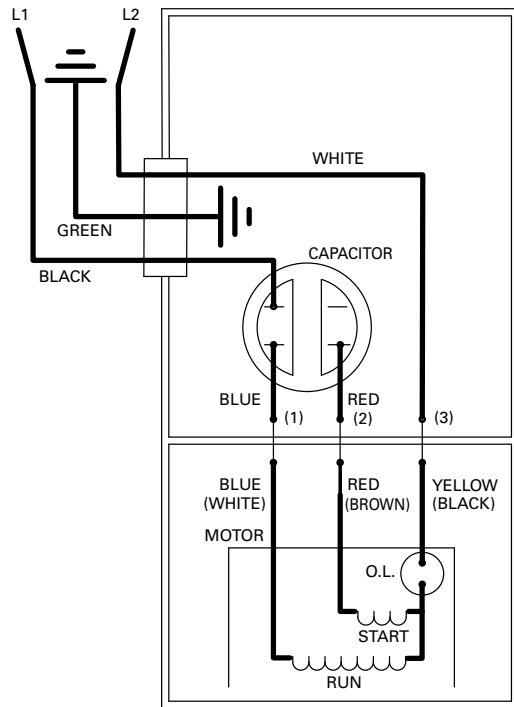 L1 L2
WHITE
GREEN
CAPACITOR
BLACK
BLUE (1) RED (2) (3)
BLUE
(WHITE)
RED
(BROWN)
YELLOW
(BLACK)
MOTOR
O.L.
START
RUN